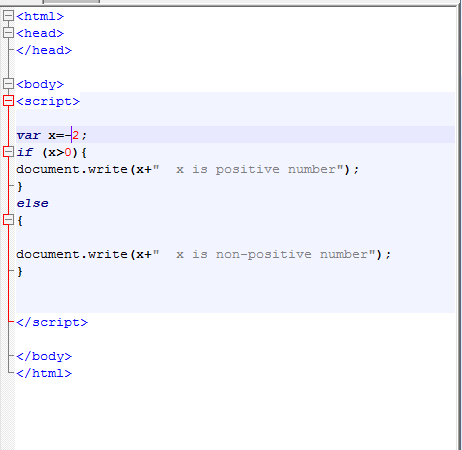 <html>
<head>
</head>
<body>
<script>
var x=-2;
if (x>0){
document.write(x+"  x is positive number");
}
else
{
document.write(x+"  x is non-positive number");
}
</script>
</body>
</html>